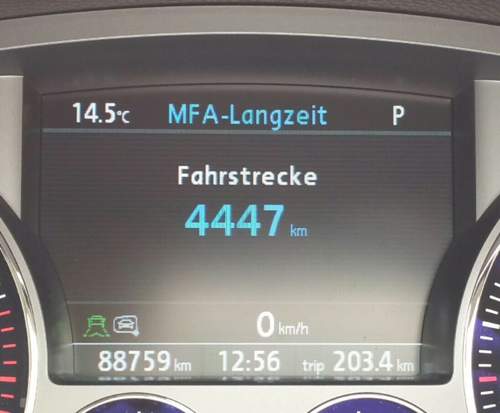 14.5°C MFA-Langzeit P
Fahrstrecke
4447 km
0 km/h
88759 km 12:56 trip 203.4 km